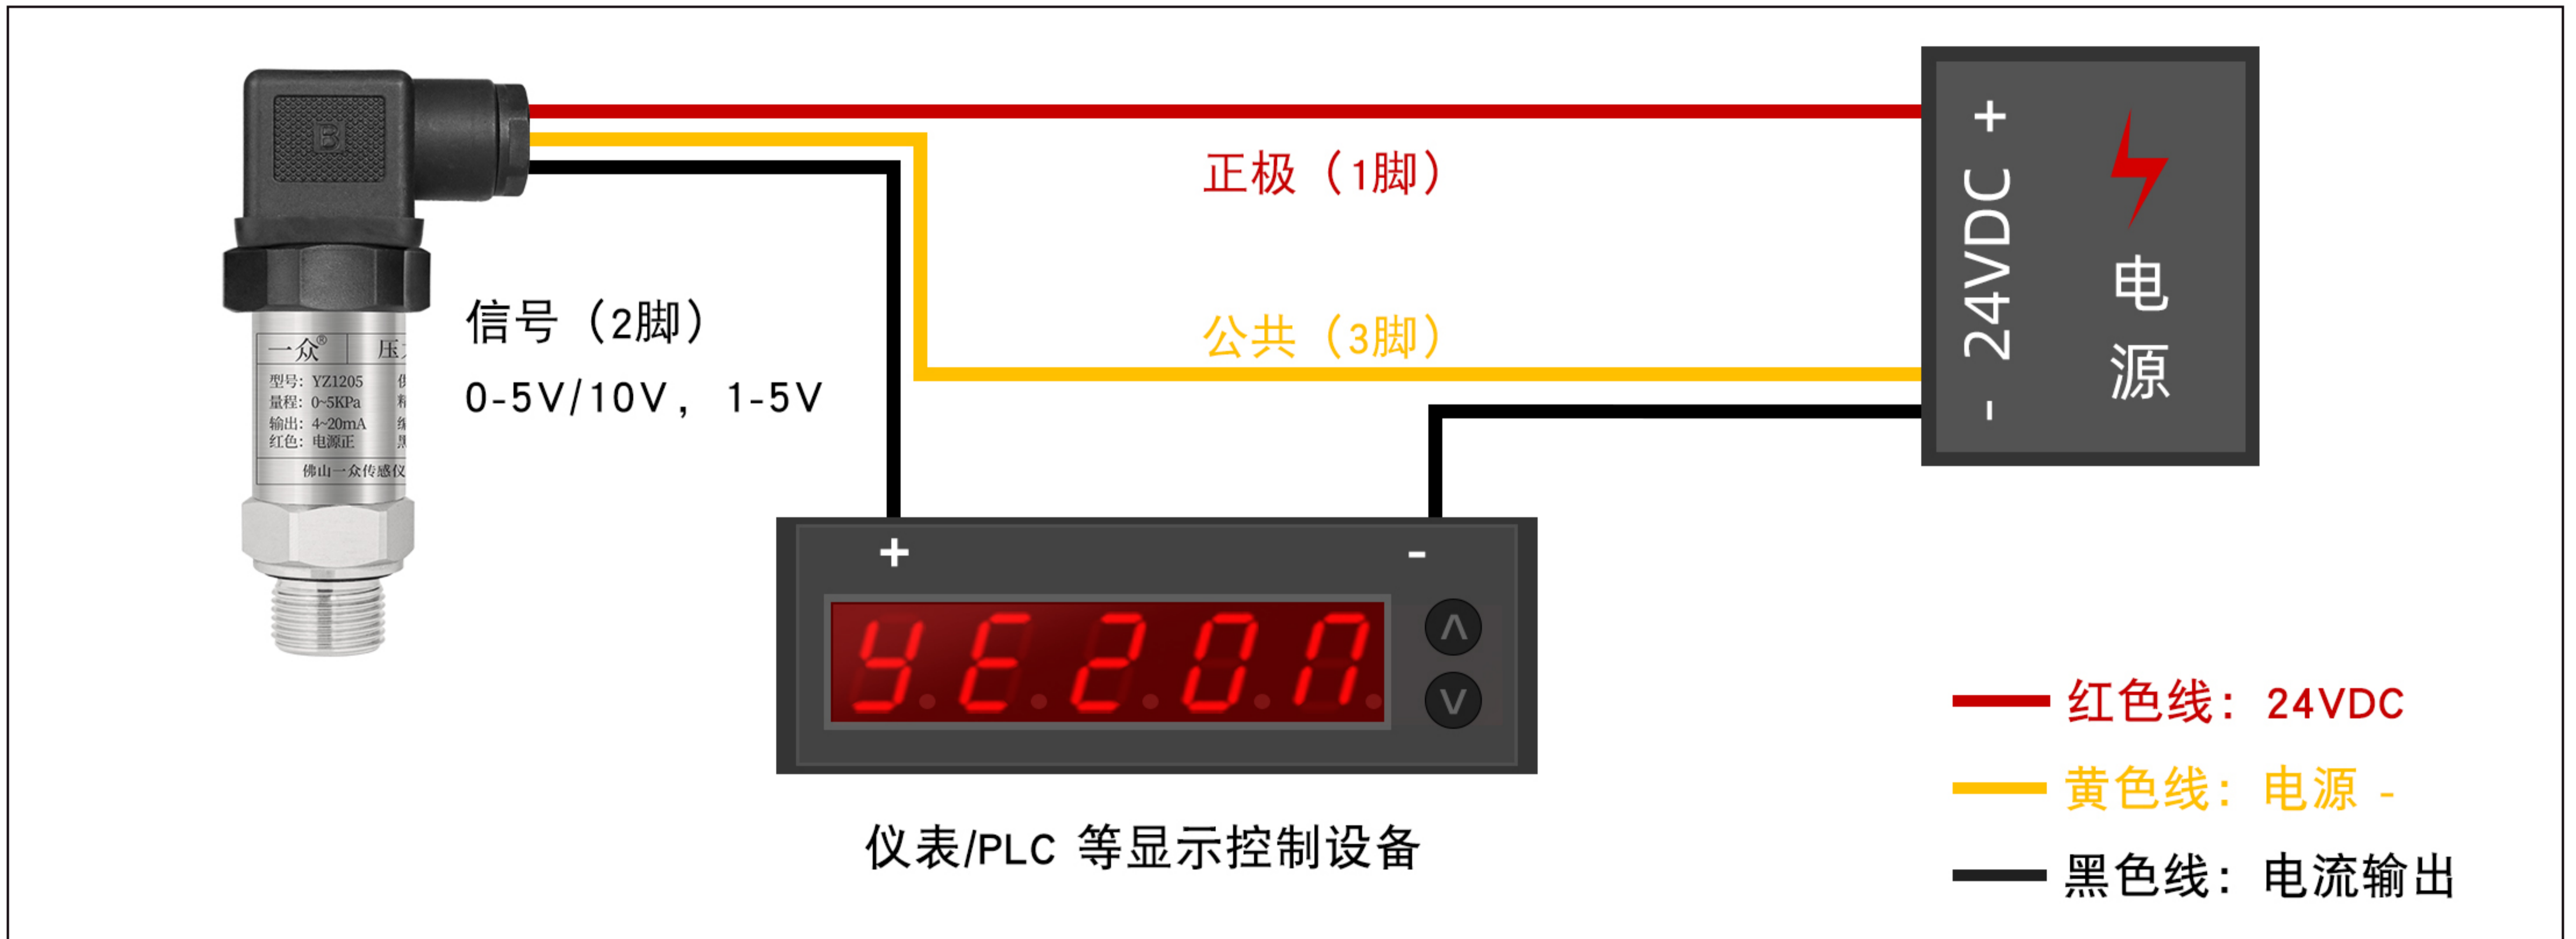 正极（1脚）
+
24VDC
-
电源
信号（2脚）
0-5V/10V，1-5V
公共（3脚）
B
一众®
型号：YZ1205
量程：0~5KPa
输出：4~20mA
红色：电源正
佛山一众传感仪
+ -
仪表/PLC 等显示控制设备
红色线：24VDC
黄色线：电源 -
黑色线：电流输出